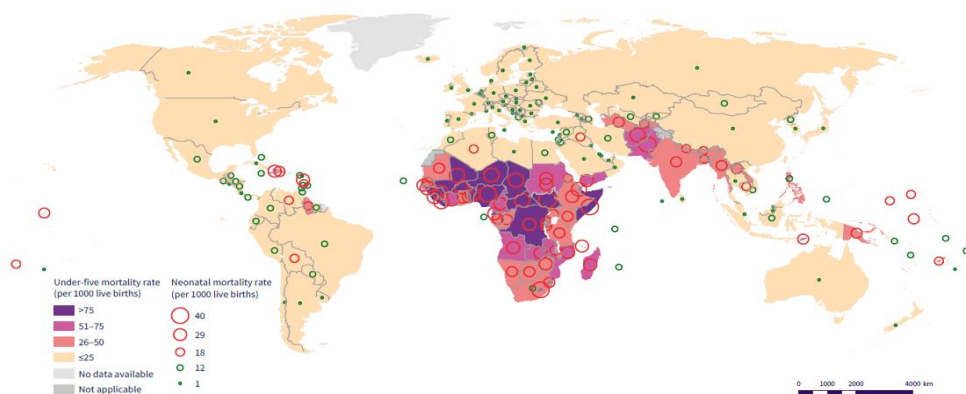 Under-five mortality rate
(per 1000 live births)
>75
51–75
26–50
≤25
No data available
Not applicable
Neonatal mortality rate
(per 1000 live births)
40
29
18
12
1
0 1000 2000 4000 km